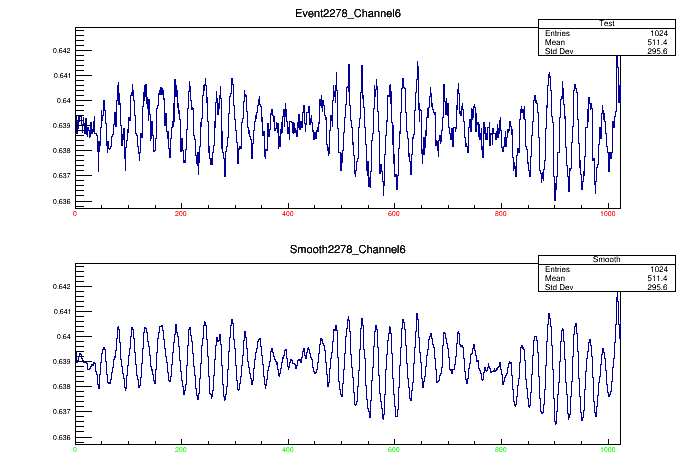 Event2278_Channel6
Test
Entries 1024
Mean 511.4
Std Dev 295.6
0.642
0.641
0.64
0.639
0.638
0.637
0.636
0 200 400 600 800 1000
Smooth2278_Channel6
Smooth
Entries 1024
Mean 511.4
Std Dev 295.6
0.642
0.641
0.64
0.639
0.638
0.637
0.636
0 200 400 600 800 1000